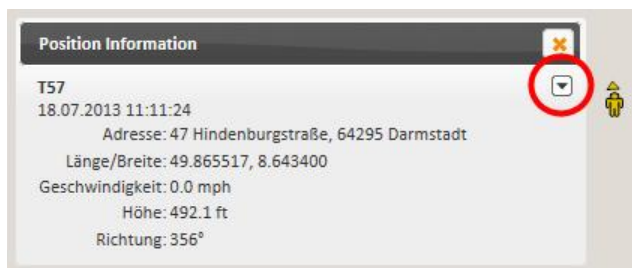 Position Information
T57
18.07.2013 11:11:24
Adresse: 47 Hindenburgstraße, 64295 Darmstadt
Länge/Breite: 49.865517, 8.643400
Geschwindigkeit: 0.0 mph
Höhe: 492.1 ft
Richtung: 356°